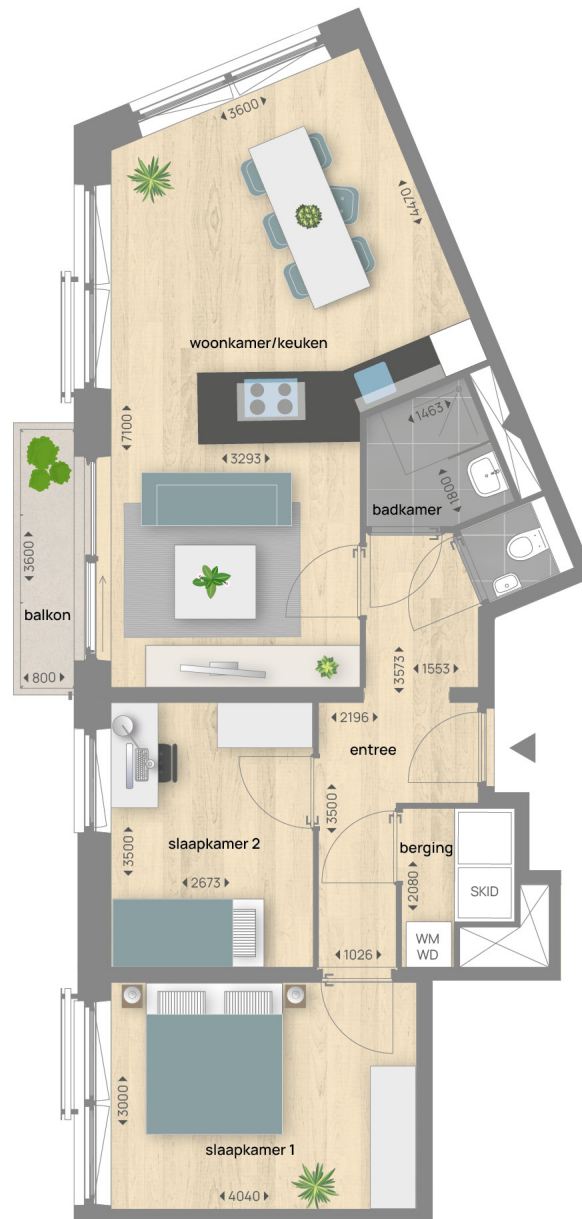 3600
4470
woonkamer/keuken
1463
7100
3293
1800
badkamer
3600
balkon
800
3573
1553
2196
entree
3500
3500
slaapkamer 2
berging
2673
2080
SKID
WM
WD
1026
3000
slaapkamer 1
4040